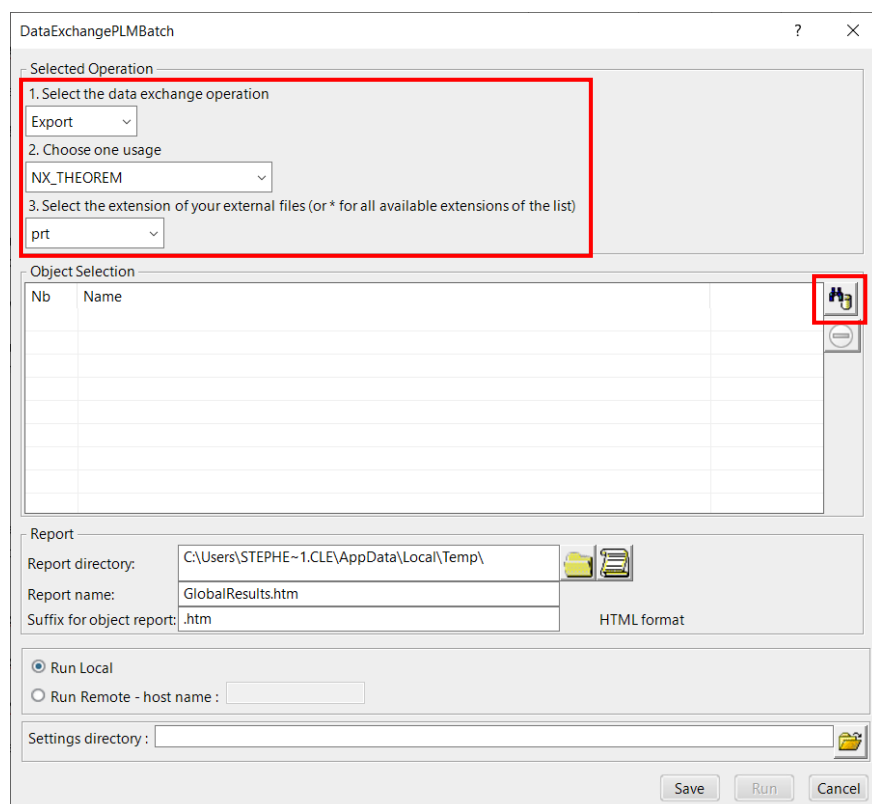 DataExchangePLMBatch
?
Selected Operation
1. Select the data exchange operation
Export
2. Choose one usage
NX_THEOREM
3. Select the extension of your external files (or * for all available extensions of the list)
prt
Object Selection
Nb Name
Report
Report directory: C:\Users\STEPHE~1.CLE\AppData\Local\Temp\
Report name: GlobalResults.htm
Suffix for object report: .htm HTML format
Run Local
Run Remote - host name :
Settings directory :
Save Run Cancel